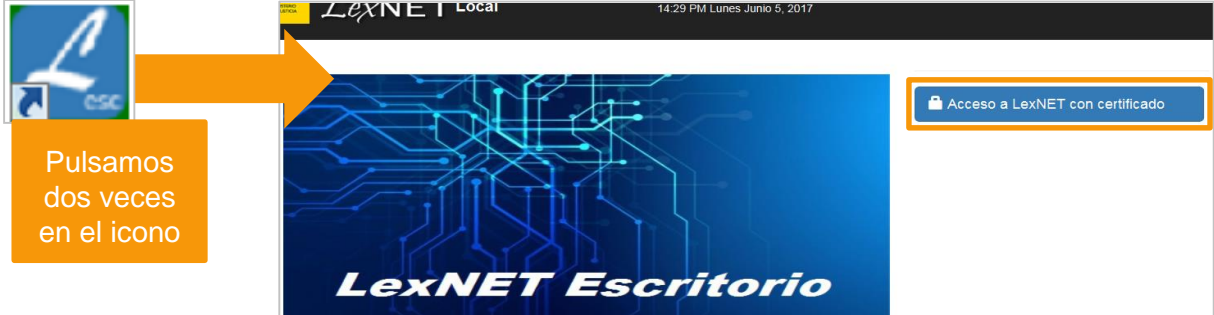 LexNET Local
14:29 PM Lunes Junio 5, 2017
esc
Acceso a LexNET con certificado
Pulsamos
dos veces
en el icono
LexNET Escritorio